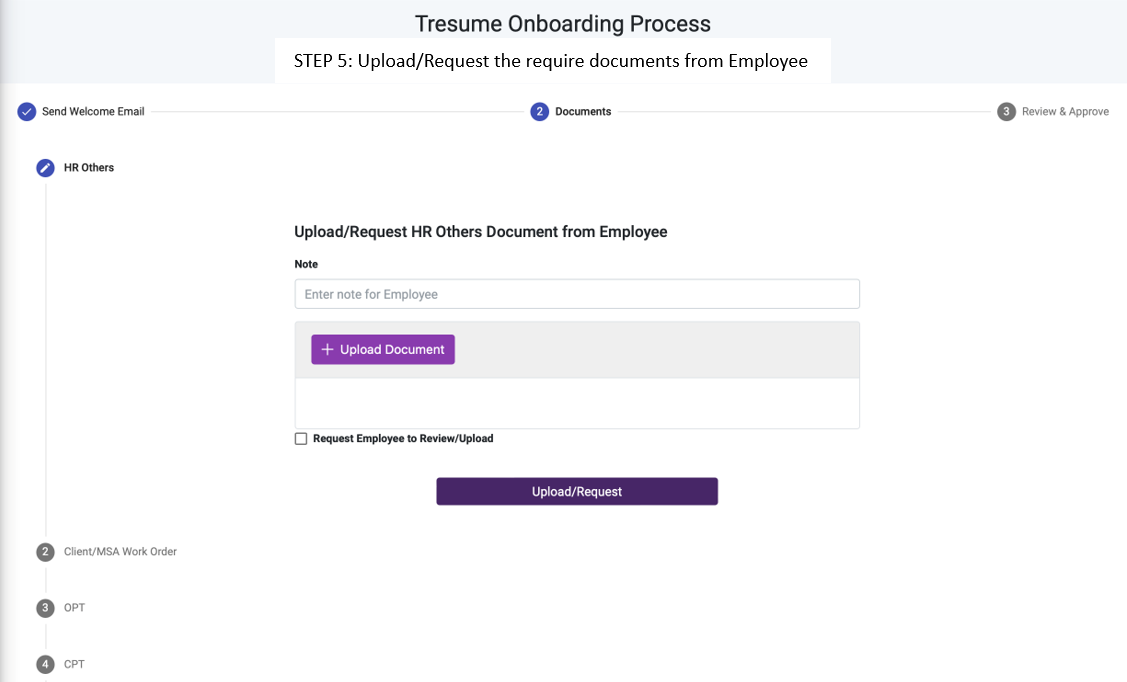 Tresume Onboarding Process
STEP 5: Upload/Request the require documents from Employee
Send Welcome Email
2 Documents
3 Review & Approve
HR Others
Upload/Request HR Others Document from Employee
Note
Enter note for Employee
+ Upload Document
Request Employee to Review/Upload
Upload/Request
2 Client/MSA Work Order
3 OPT
4 CPT